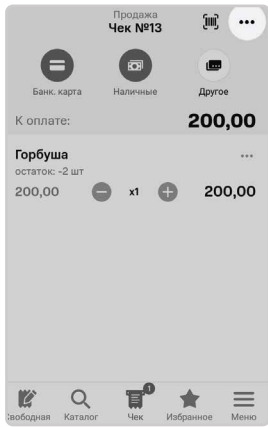 Продажа
Чек №13
Банк. карта Наличные Другое
К оплате: 200,00
Горбуша
остаток: -2 шт
200,00 x1 200,00
1
вободная Каталог Чек Избранное Меню